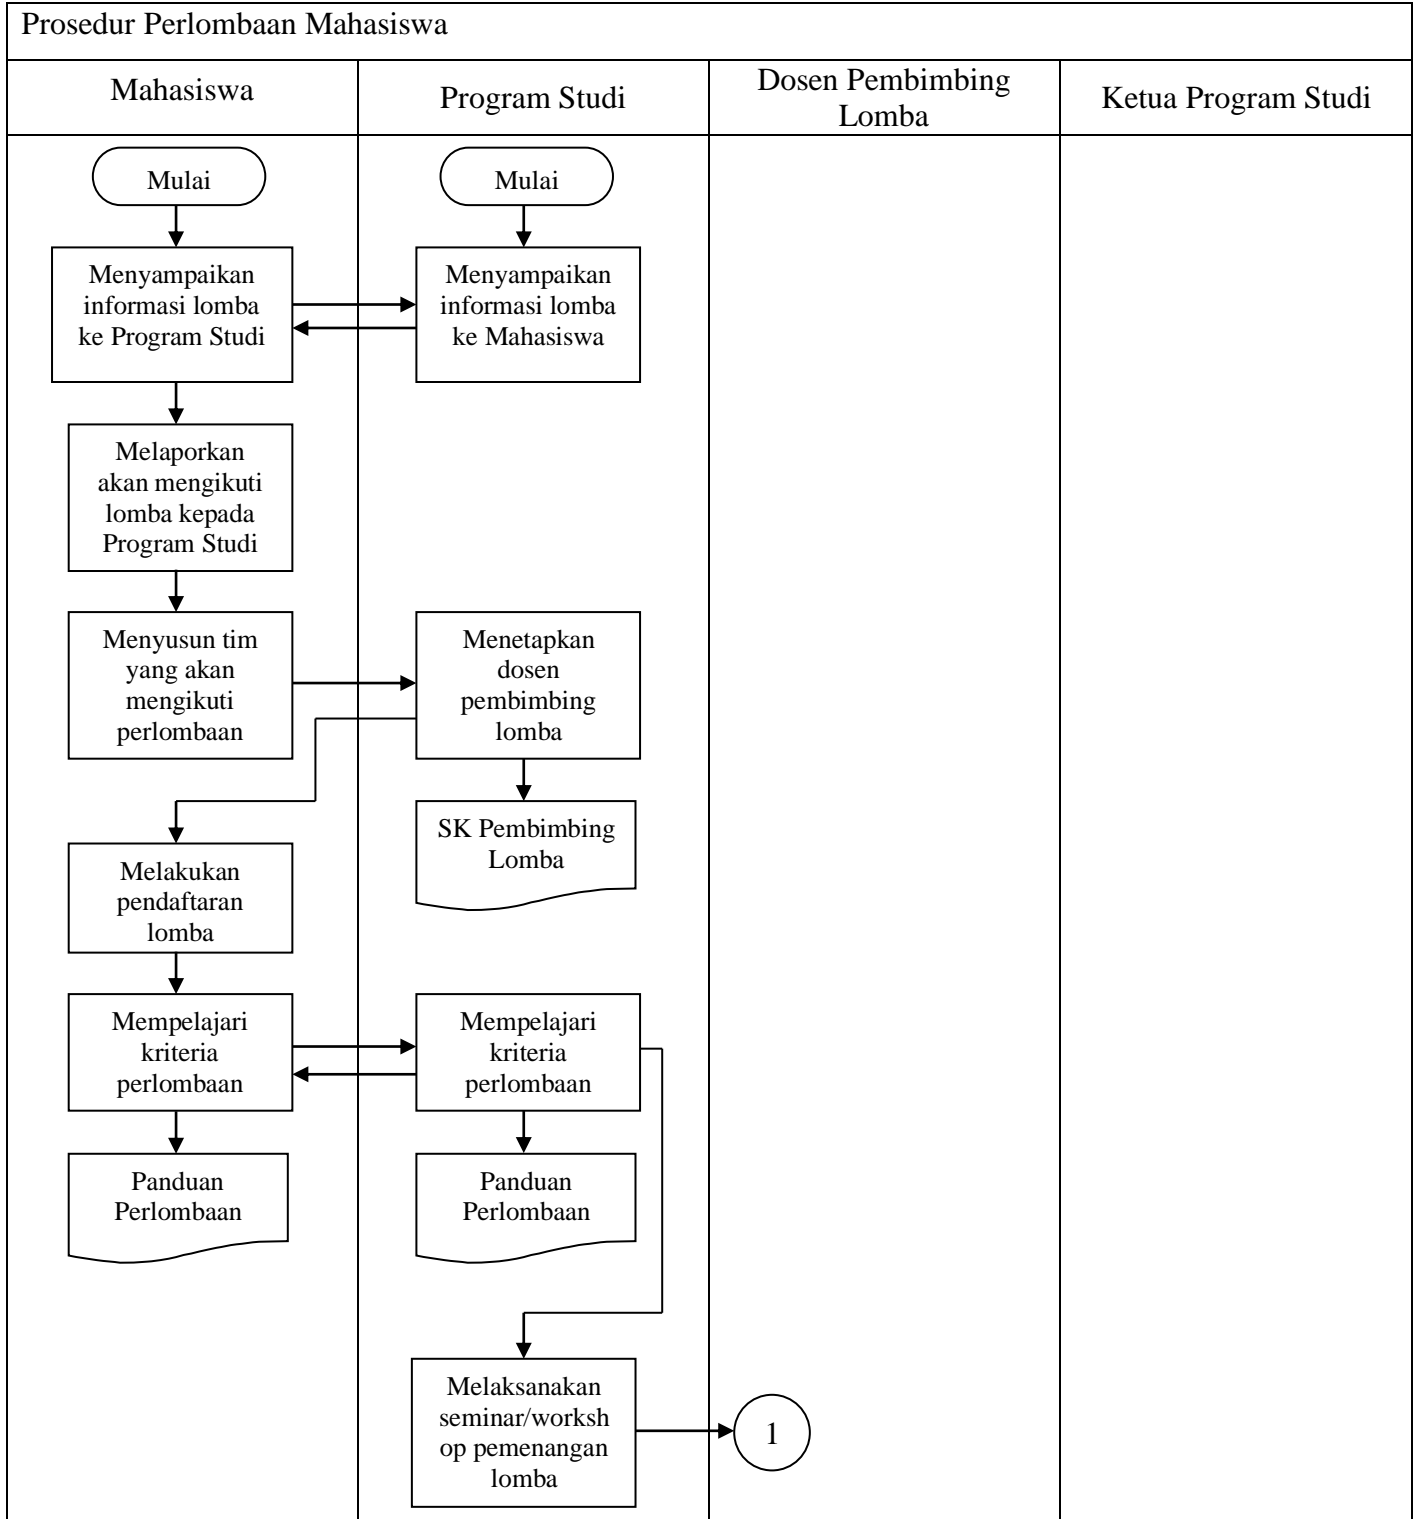 Prosedur Perlombaan Mahasiswa
Mahasiswa
Program Studi
Dosen Pembimbing
Lomba
Ketua Program Studi
Mulai
Mulai
Menyampaikan
informasi lomba
ke Program Studi
Menyampaikan
informasi lomba
ke Mahasiswa
Melaporkan
akan mengikuti
lomba kepada
Program Studi
Menyusun tim
yang akan
mengikuti
perlombaan
Menetapkan
dosen
pembimbing
lomba
SK Pembimbing
Lomba
Melakukan
pendaftaran
lomba
Mempelajari
kriteria
perlombaan
Mempelajari
kriteria
perlombaan
Panduan
Perlombaan
Panduan
Perlombaan
Melaksanakan
seminar/worksh
op pemenangan
lomba
1